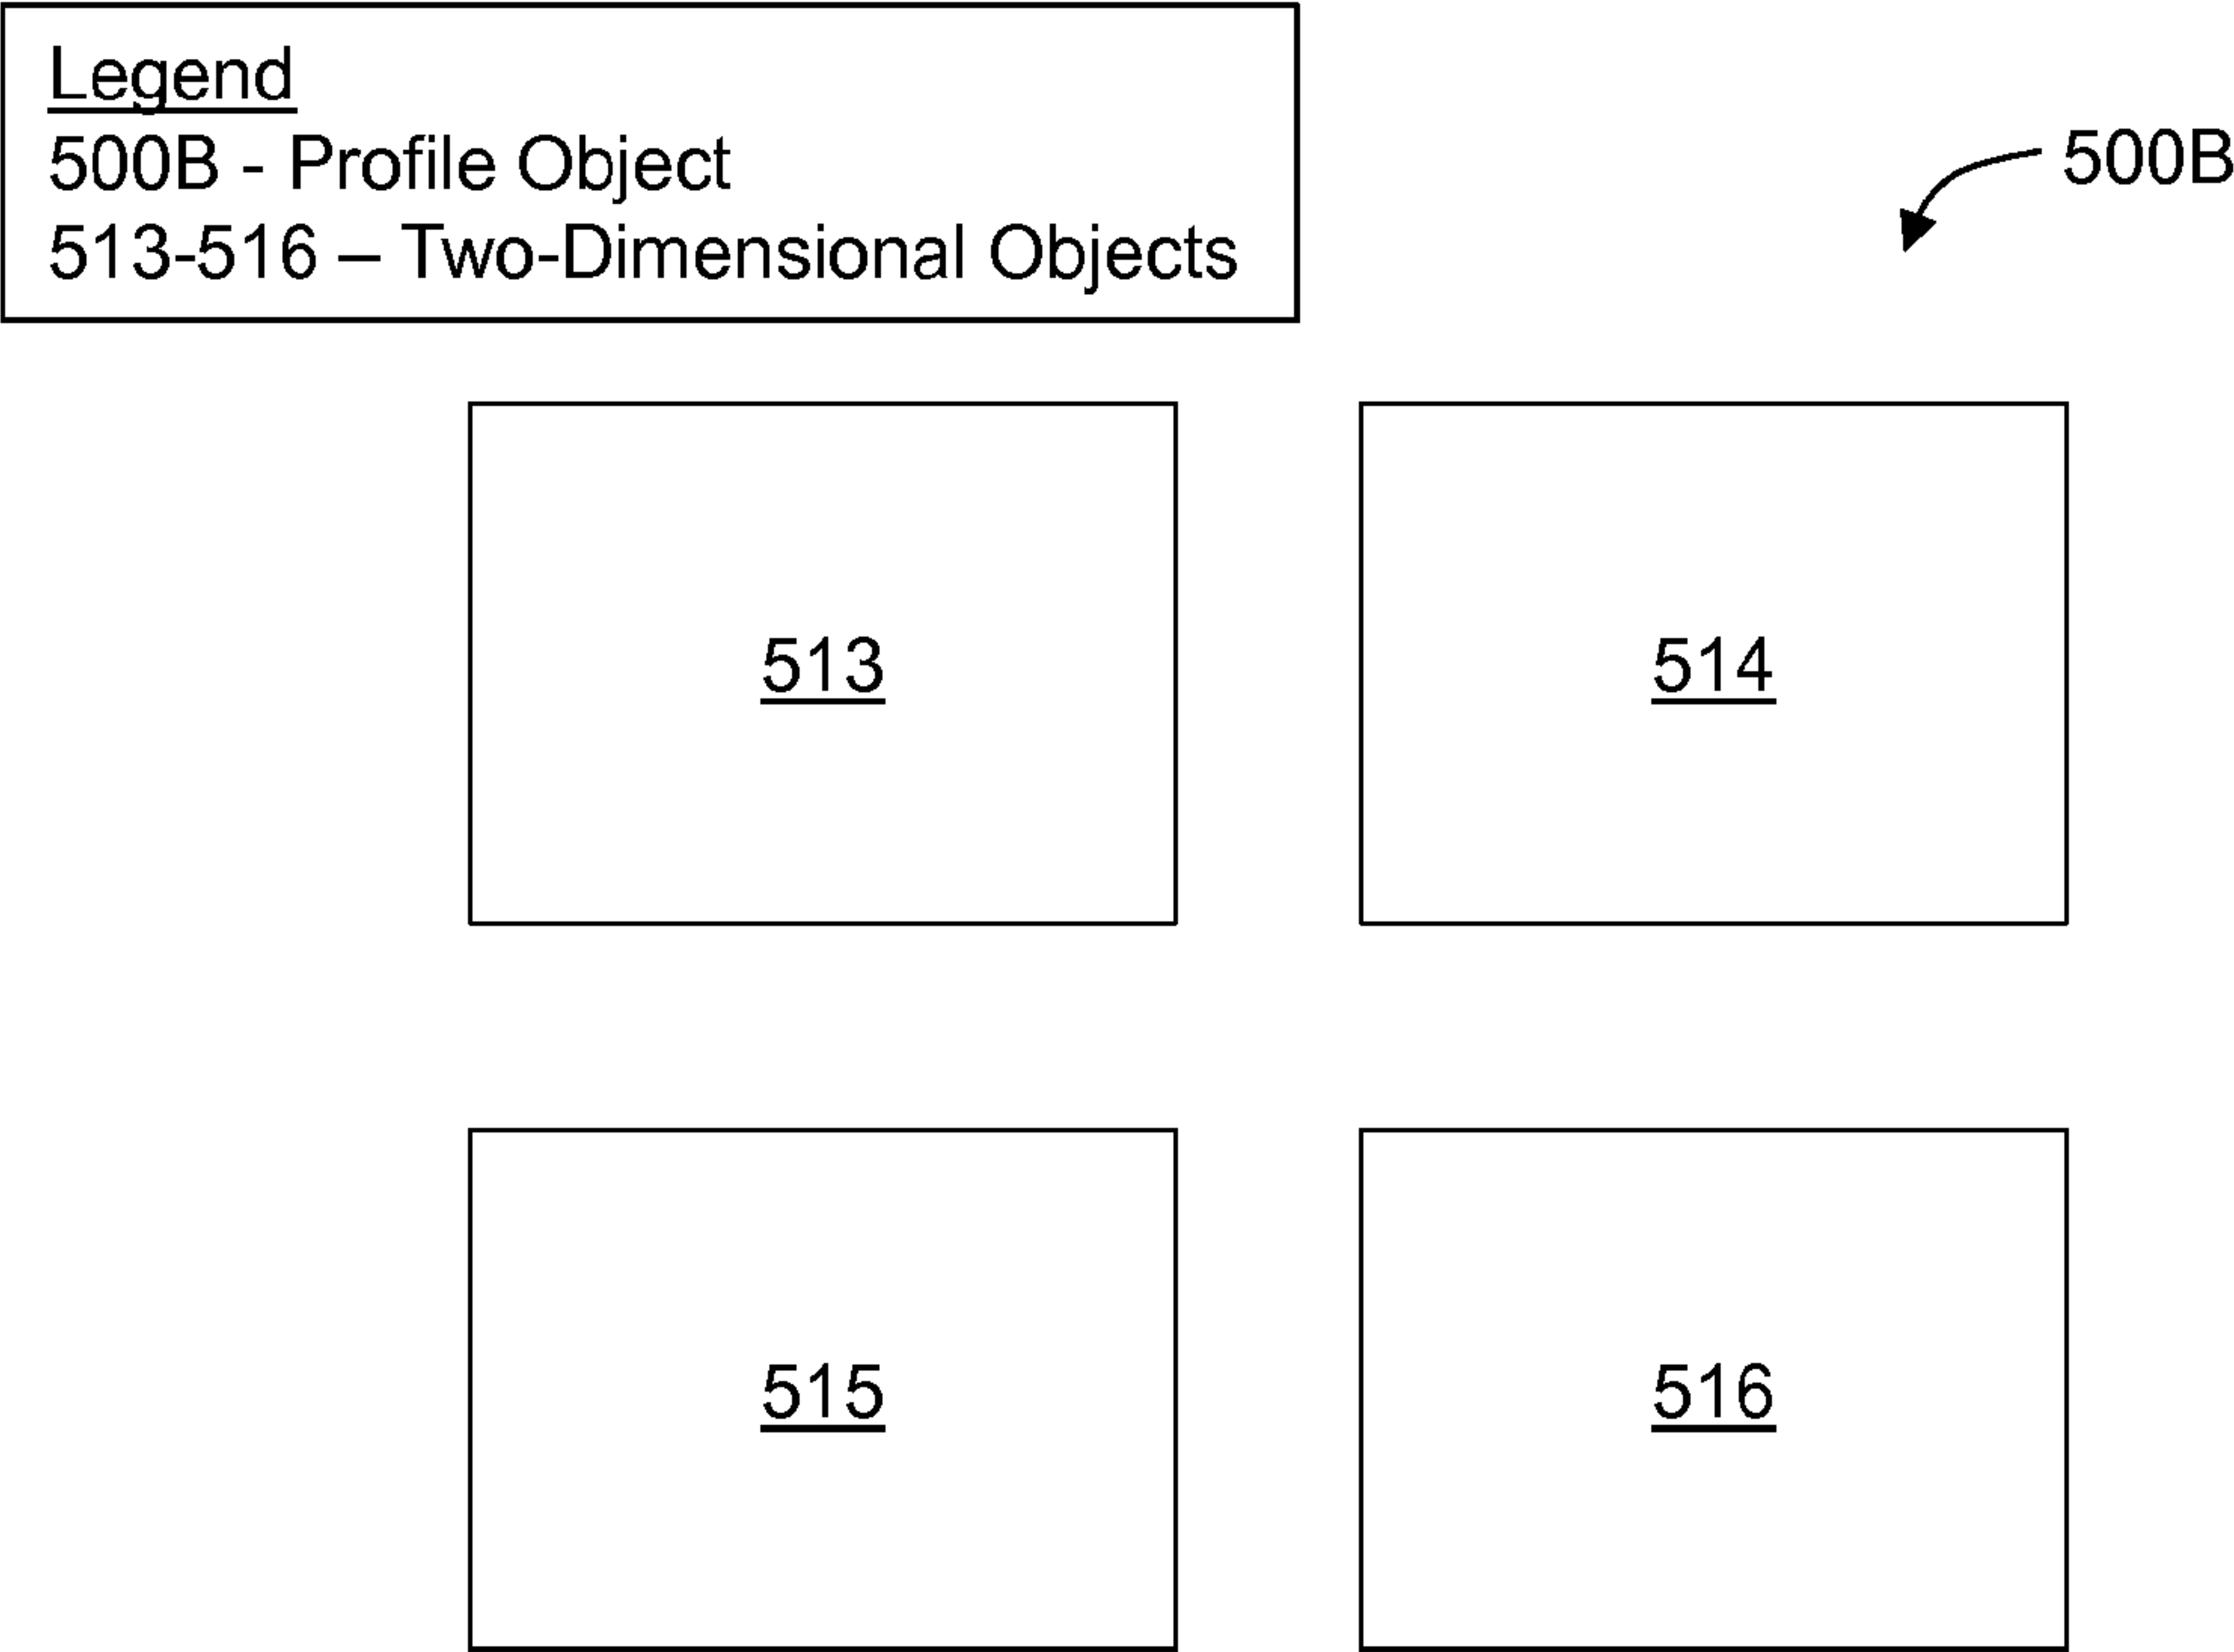 Legend
500B - Profile Object
513-516 — Two-Dimensional Objects
500B
513
514
515
516